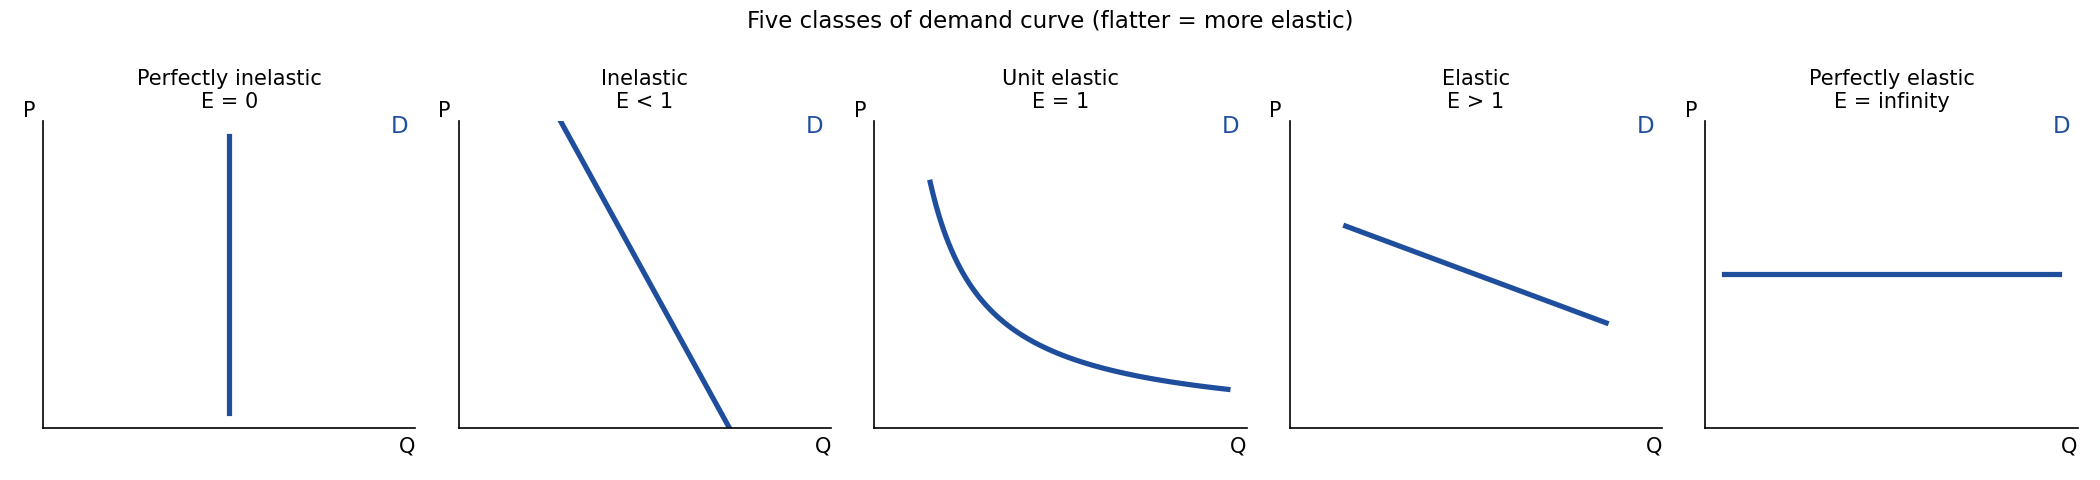 Five classes of demand curve (flatter = more elastic)
Perfectly inelastic
E = 0
P
D
Q
Inelastic
E < 1
P
D
Q
Unit elastic
E = 1
P
D
Q
Elastic
E > 1
P
D
Q
Perfectly elastic
E = infinity
P
D
Q